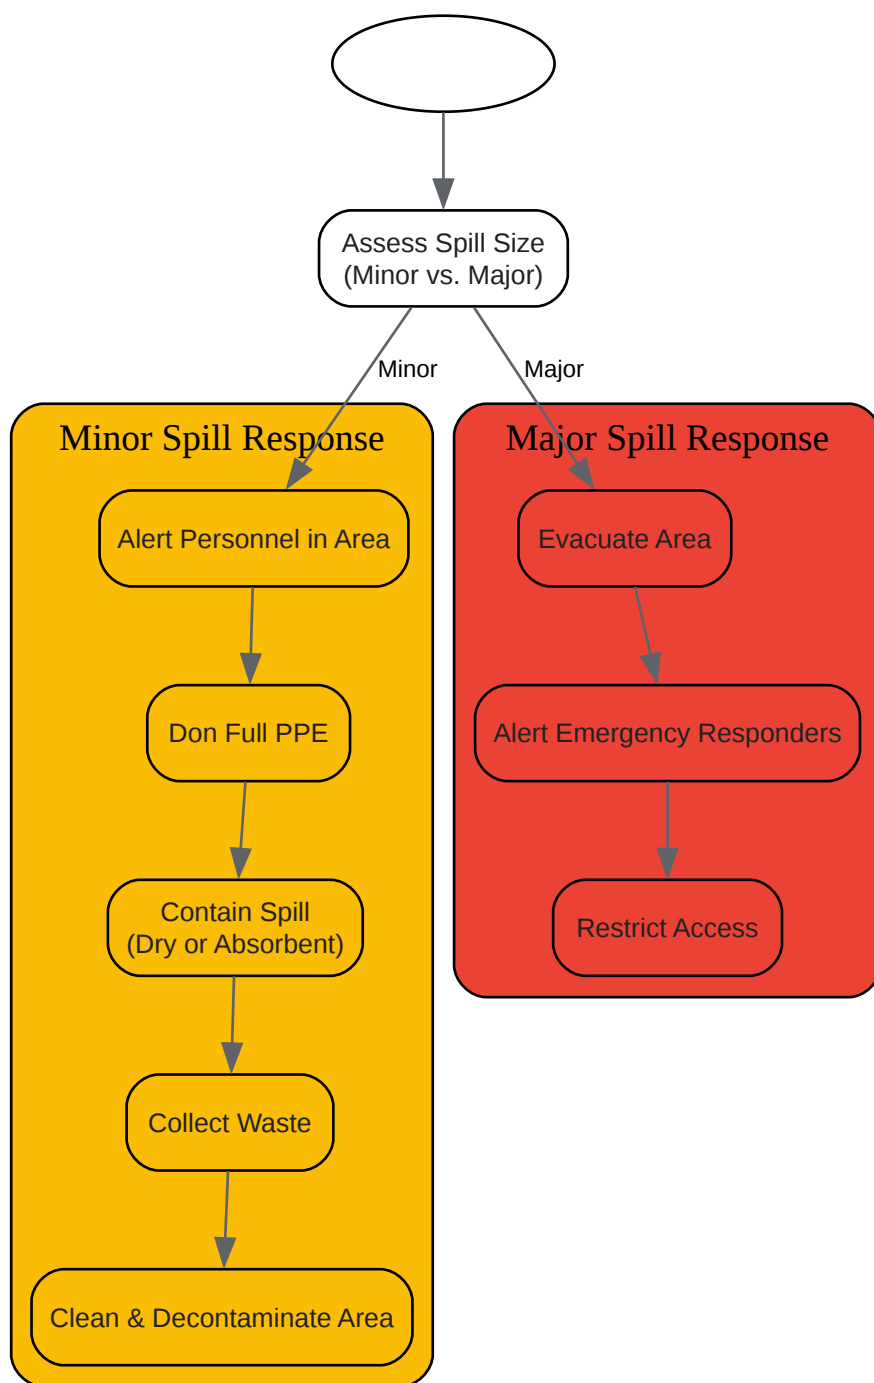 Assess Spill Size
(Minor vs. Major)
Minor
Major
Minor Spill Response
Alert Personnel in Area
Don Full PPE
Contain Spill
(Dry or Absorbent)
Collect Waste
Clean & Decontaminate Area
Major Spill Response
Evacuate Area
Alert Emergency Responders
Restrict Access